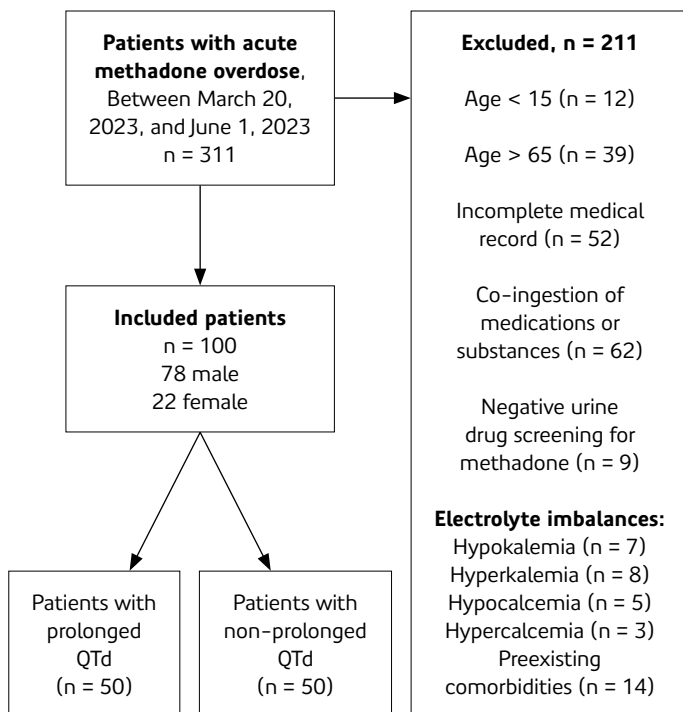 Patients with acute
methadone overdose,
Between March 20,
2023, and June 1, 2023
n = 311
Excluded, n = 211
Age < 15 (n = 12)
Age > 65 (n = 39)
Incomplete medical
record (n = 52)
Co-ingestion of
medications or
substances (n = 62)
Negative urine
drug screening for
methadone (n = 9)
Electrolyte imbalances:
Hypokalemia (n = 7)
Hyperkalemia (n = 8)
Hypocalcemia (n = 5)
Hypercalcemia (n = 3)
Preexisting
comorbidities (n = 14)
Included patients
n = 100
78 male
22 female
Patients with
prolonged
QTd
(n = 50)
Patients with
non-prolonged
QTd
(n = 50)